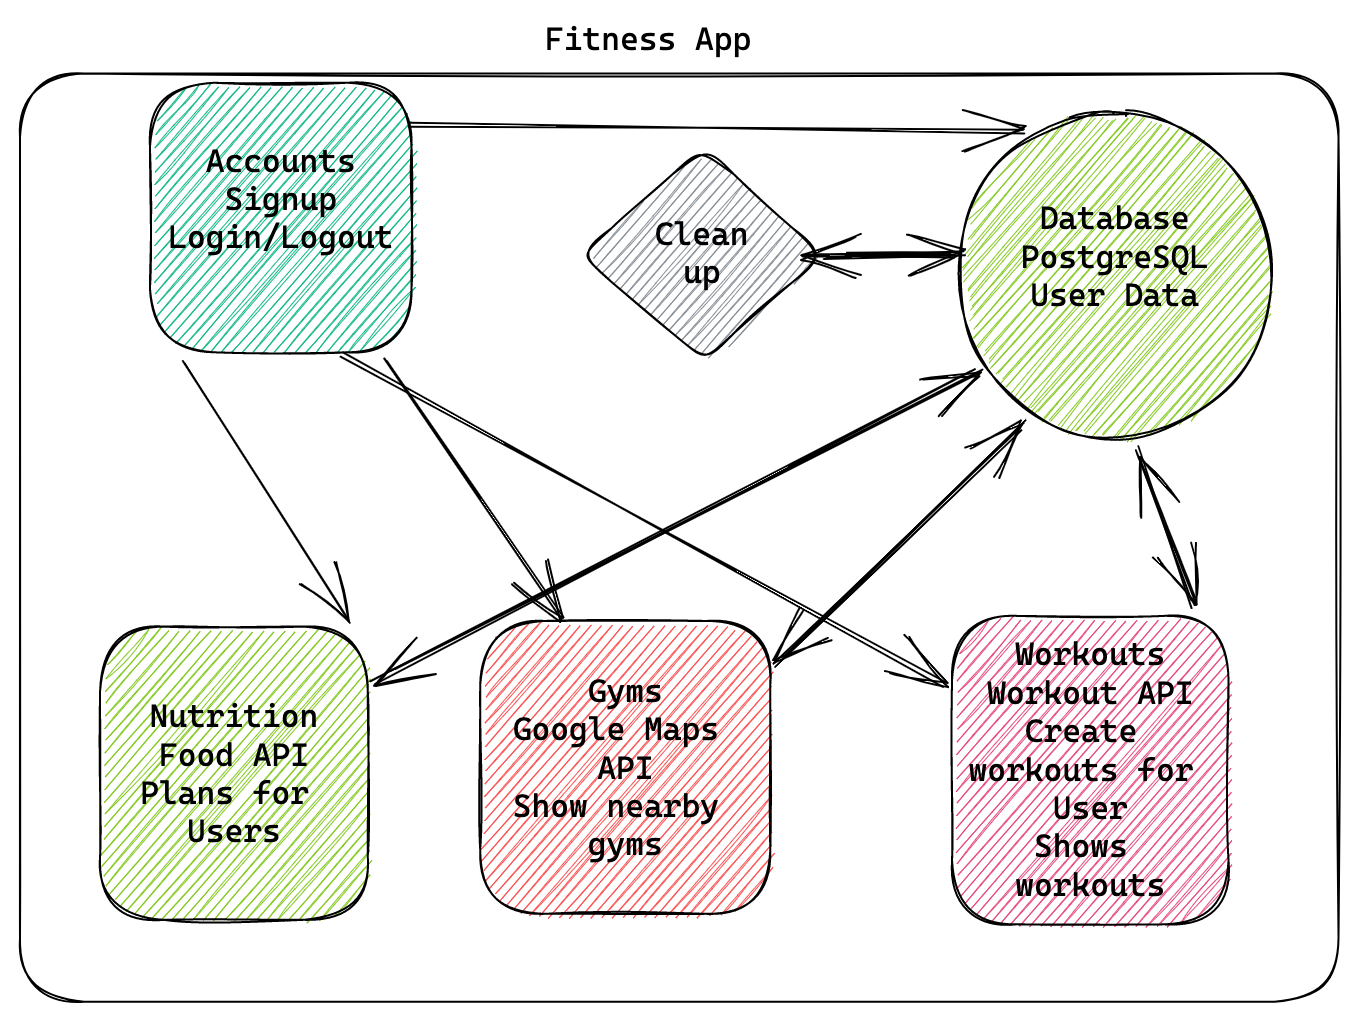 Fitness App
Accounts
Signup
Login/Logout
Clean
up
Database
PostgreSQL
User Data
Nutrition
Food API
Plans for
Users
Gyms
Google Maps
API
Show nearby
gyms
Workouts
Workout API
Create
workouts for
User
Shows
workouts